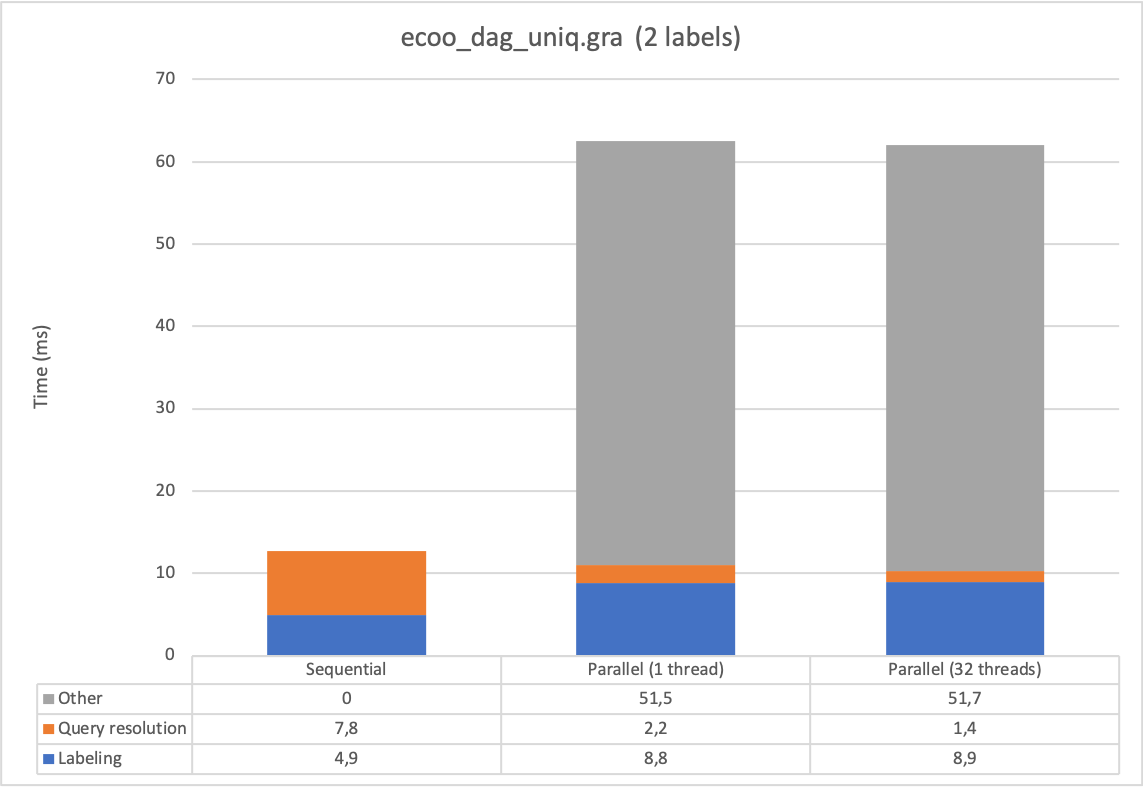 ecoo_dag_uniq.gra (2 labels)
70
60
50
40
30
20
10
0
Time (ms)
Sequential Parallel (1 thread) Parallel (32 threads)
Other 0 51,5 51,7
Query resolution 7,8 2,2 1,4
Labeling 4,9 8,8 8,9